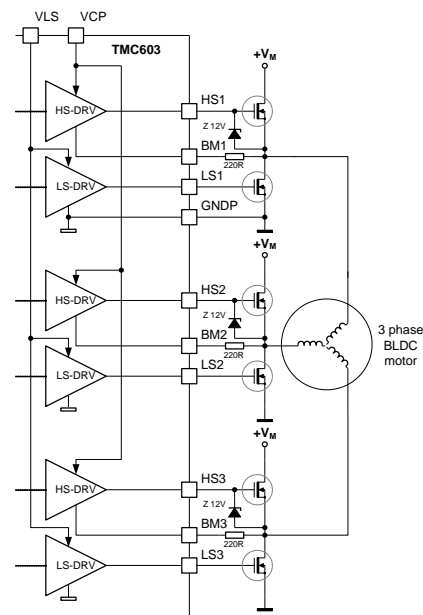 VLS VCP
TMC603
+VM
HS1
HS-DRV
Z 12V
BM1
220R
LS1
LS-DRV
GNDP
+VM
HS2
HS-DRV
Z 12V
BM2
220R
LS2
LS-DRV
3 phase
BLDC
motor
+VM
HS3
HS-DRV
Z 12V
BM3
220R
LS3
LS-DRV